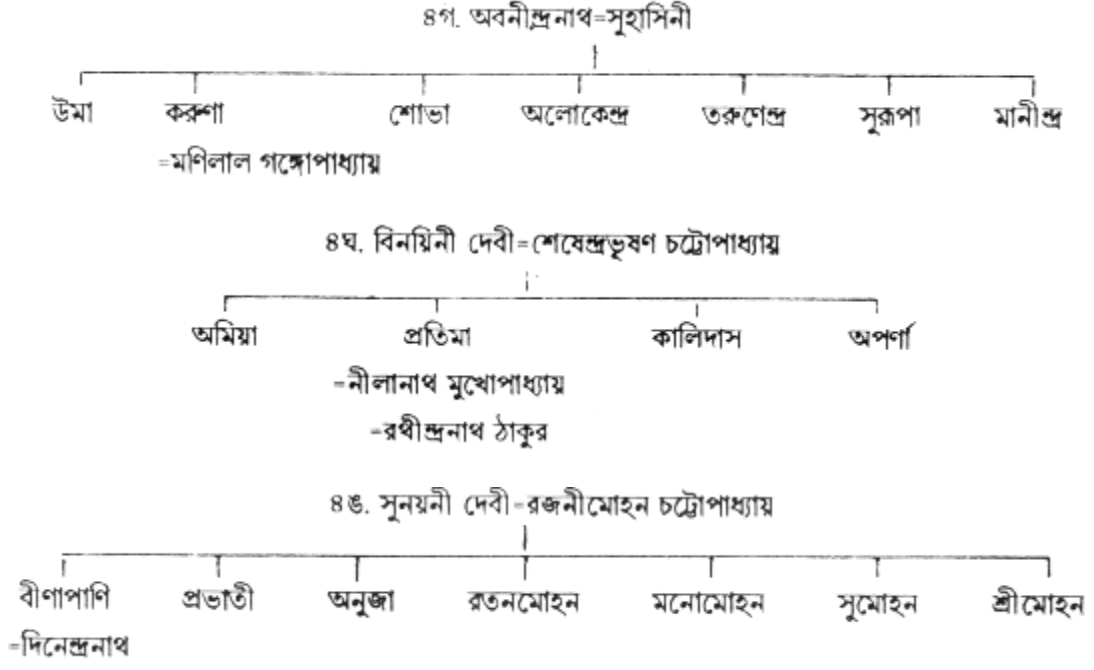 ৪গ. অবনীন্দ্রনাথ=সুহাসিনী
উমা করুণা শোভা অলোকেন্দ্র তরুণেন্দ্র সুরূপা মানীন্দ্র
=মণিলাল গঙ্গোপাধ্যায়
৪ঘ. বিনয়িনী দেবী=শেষেন্দ্রভূষণ চট্টোপাধ্যায়
অমিয়া প্রতিমা কালিদাস অপর্ণা
=নীলানাথ মুখোপাধ্যায়
=রথীন্দ্রনাথ ঠাকুর
৪ঙ. সুনয়নী দেবী=রজনীমোহন চট্টোপাধ্যায়
বীণাপাণি প্রভাতী অনুজা রতনমোহন মনোমোহন সুমোহন শ্রীমোহন
=দিনেন্দ্রনাথ